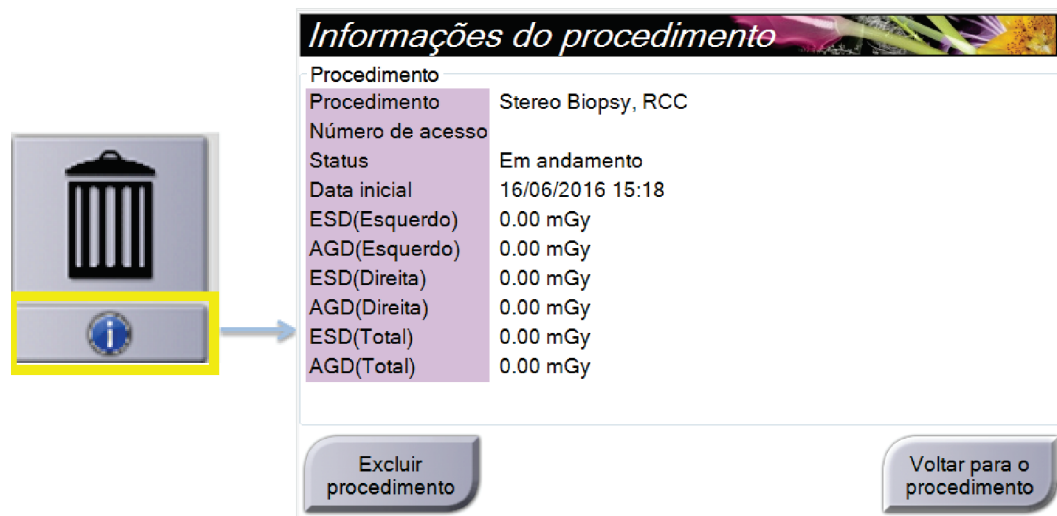 Informações do procedimento
Procedimento
Procedimento Stereo Biopsy, RCC
Número de acesso
Status Em andamento
Data inicial 16/06/2016 15:18
ESD(Esquerdo) 0.00 mGy
AGD(Esquerdo) 0.00 mGy
ESD(Direita) 0.00 mGy
AGD(Direita) 0.00 mGy
ESD(Total) 0.00 mGy
AGD(Total) 0.00 mGy
Excluir
procedimento
Voltar para o
procedimento